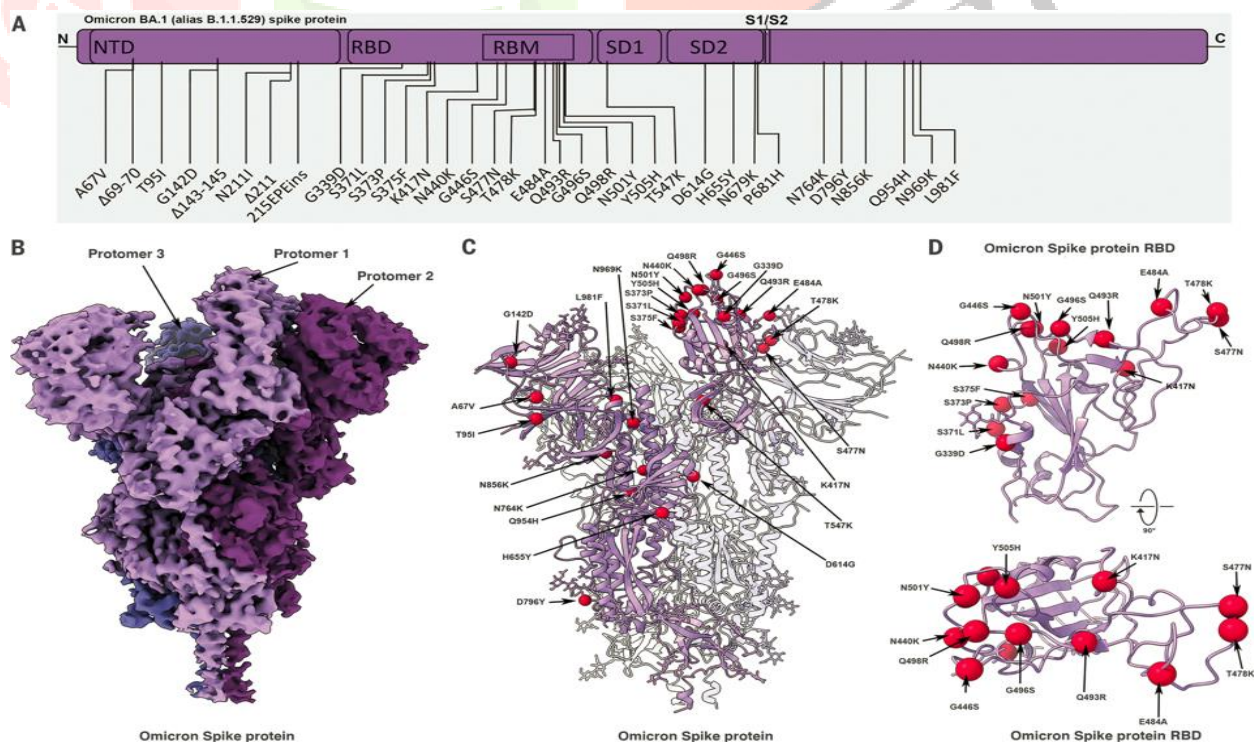 A
Omicron BA.1 (alias B.1.1.529) spike protein
S1/S2
N
NTD
RBD
RBM
SD1
SD2
C
A67V
Δ69-70
T95I
G142D
Δ143-145
N211I
Δ211
215EPEins
G339D
S371L
S373P
S375F
K417N
N440K
G446S
S477N
T478K
E484A
Q493R
G496S
Q498R
N501Y
Y505H
T547K
D614G
H655Y
N679K
P681H
N764K
D796Y
N856K
Q954H
N969K
L981F
B
Protomer 3
Protomer 1
Protomer 2
Omicron Spike protein
C
G446S
Q498R
N440K
G339D
N969K
N501Y
G496S
Y505H
Q493R
S373P
E484A
L981F
S371L
T478K
S375F
G142D
A67V
T95I
S477N
N856K
K417N
N764K
Q954H
T547K
H655Y
D614G
D796Y
Omicron Spike protein
D
Omicron Spike protein RBD
E484A
T478K
G446S
N501Y
G496S
Q493R
Y505H
Q498R
S477N
N440K
K417N
S375F
S373P
S371L
G339D
90°
Y505H
K417N
S477N
N501Y
N440K
Q498R
T478K
G446S
G496S
Q493R
E484A
Omicron Spike protein RBD